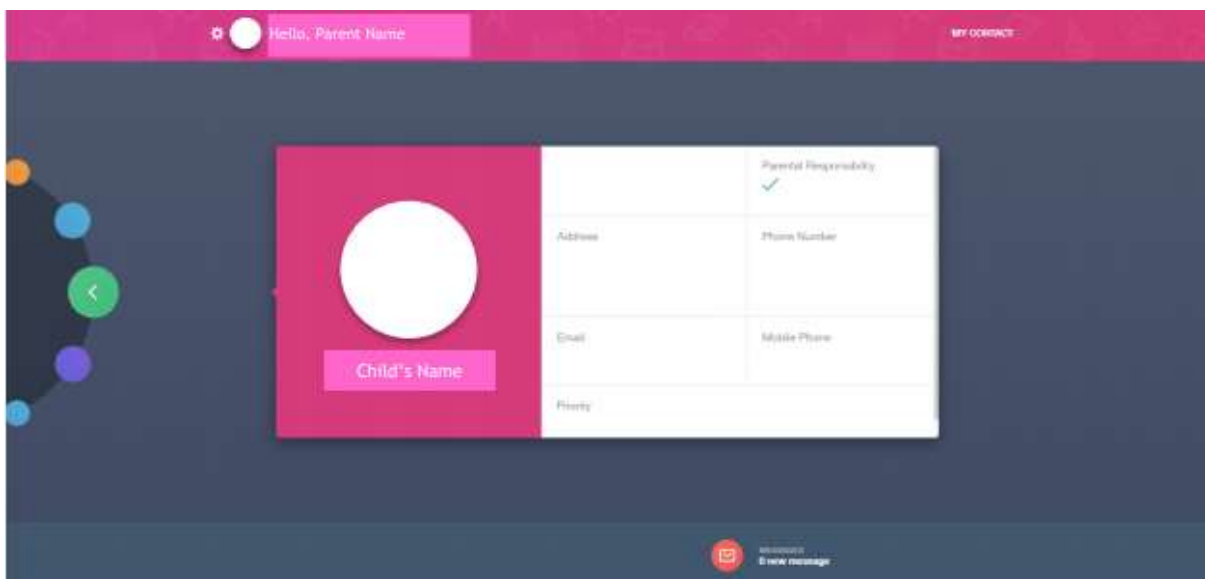 Hello, Parent Name
MY CONTACT
Parental Responsibility
Address
Phone Number
Email
Mobile Phone
Child's Name
Priority
MESSAGES
0 new message